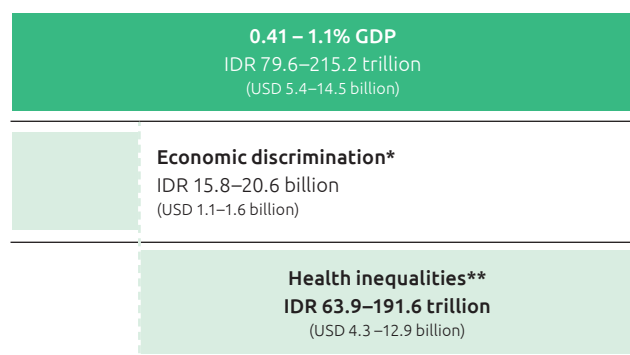 0.41 – 1.1% GDP
IDR 79.6–215.2 trillion
(USD 5.4–14.5 billion)
Economic discrimination*
IDR 15.8–20.6 billion
(USD 1.1–1.6 billion)
Health inequalities**
IDR 63.9–191.6 trillion
(USD 4.3 –12.9 billion)